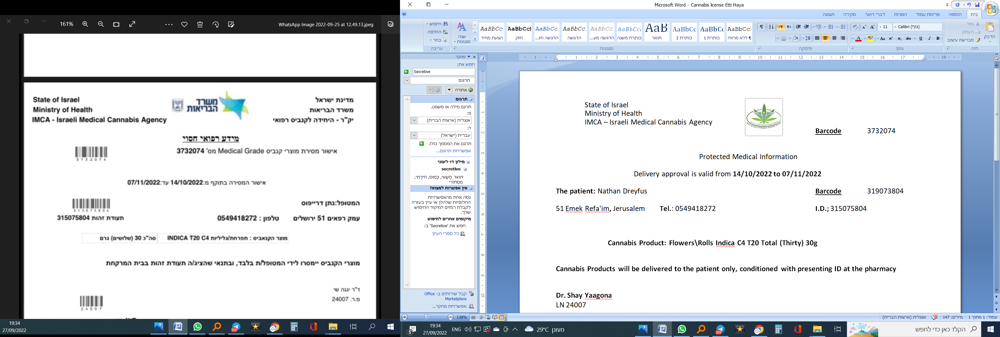 161%
WhatsApp Image 2022-09-25 at 12.49.13.jpeg
State of Israel
Ministry of Health
IMCA - Israeli Medical Cannabis Agency
משרד
הבריאות
מדינת ישראל
משרד הבריאות
יק"ר - היחידה לקנביס רפואי
מידע רפואי חסוי
אישור מסירת מוצרי קנביס Medical Grade מס' 3732074
3732074
אישור המסירה בתוקף מ:14/10/2022 עד:07/11/2022
המטופל:נתן דרייפוס
315075804
עמק רפאים 51 ירושלים טלפון : 0549418272 תעודת זהות 315075804
מוצר הקנאביס : תפרחת/גליליות INDICA T20 C4 סה"כ 30 (שלושים) גרם
מוצרי הקנביס יימסרו לידי המטופל/ת בלבד, ובתנאי שהציג/ה תעודת זהות בבית המרקחת
ד"ר יגנה שי
מ.ר. 24007
24007
19:34
27/09/2022
309
Microsoft Word - Cannabis license Etti Haya
בית
הוספה
פריסת עמוד
הפניות
דברי דואר
סקירה
תצוגה
הדבק
גזור
העתק
מברשת עיצוב
לוח
Calibri (גוף)
11
גופן
פיסקה
AaBbCcI ¶ ללא מרווח
AaBbCc כותרת 1
AaBbCc כותרת 2
AaB תואר
AaBbCcI כותרת משנה
AaBbCc. הדגשה מע...
AaBbCc. הדגשה
AaBbCc. הדגשה חז...
AaBbCcI חזק
AaBbCc. הצעת מחיר
שנה
סגנונות
סגנונות
חיפוש
החלפה
בחר
עריכה
מחקר
חפש את:
Secretive
תרגום
אחורה
תרגום
תרגם מילה או משפט.
מ:
אנגלית (ארצות הברית)
ל:
עברית (ישראל)
תרגם את המסמך כולו.
אפשרויות תרגום...
מילון דו-לשוני
secretive
תואר חֲשָׁאִי, כָּמוּס, חִידָתִי,
מִסְתּוֹרִי
אין אפשרות למצוא?
נסה אחת מהאפשרויות
החלופיות שלהלן או עיין בעזרה
לקבלת רמזים למיקוד החיפוש
שלך.
מיקומים אחרים לחיפוש
חפש את 'Secretive' ב:
כל ספרי העיון
קבל שירותים ב- Office
Marketplace
אפשרויות מחקר...
State of Israel
Ministry of Health
IMCA – Israeli Medical Cannabis Agency
Barcode 3732074
Protected Medical Information
Delivery approval is valid from 14/10/2022 to 07/11/2022
The patient: Nathan Dreyfus Barcode 319073804
51 Emek Refa'im, Jerusalem Tel.: 0549418272 I.D.; 315075804
Cannabis Product: Flowers\Rolls Indica C4 T20 Total (Thirty) 30g
Cannabis Products will be delivered to the patient only, conditioned with presenting ID at the pharmacy
Dr. Shay Yaagona
LN 24007
138%
אנגלית (ארצות הברית)
מילים: 147
עמוד: 1 מתוך 1
5
19:34
27/09/2022
ENG
29°C מעונן
309
הקלד כאן כדי לחפש